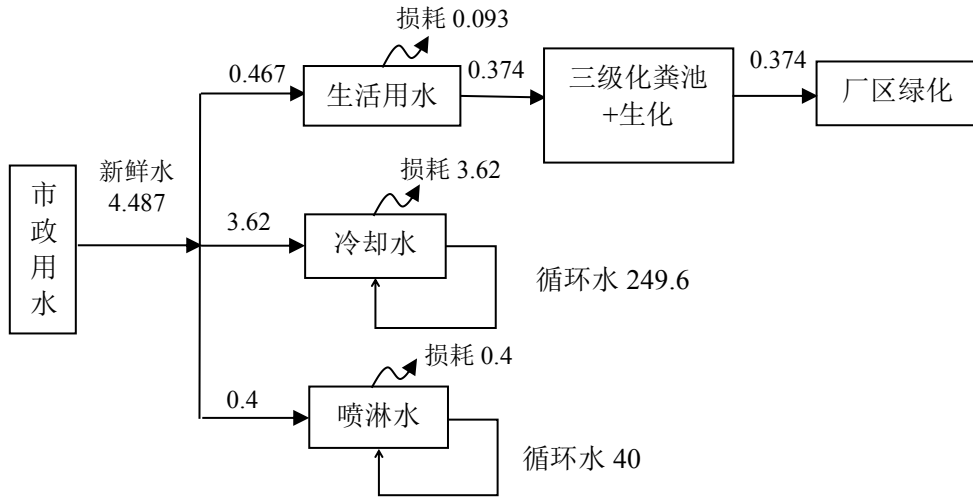 损耗 0.093
0.467
生活用水
0.374
三级化粪池
+生化
0.374
厂区绿化
市
政
用
水
新鲜水
4.487
损耗 3.62
3.62
冷却水
循环水 249.6
损耗 0.4
0.4
喷淋水
循环水 40